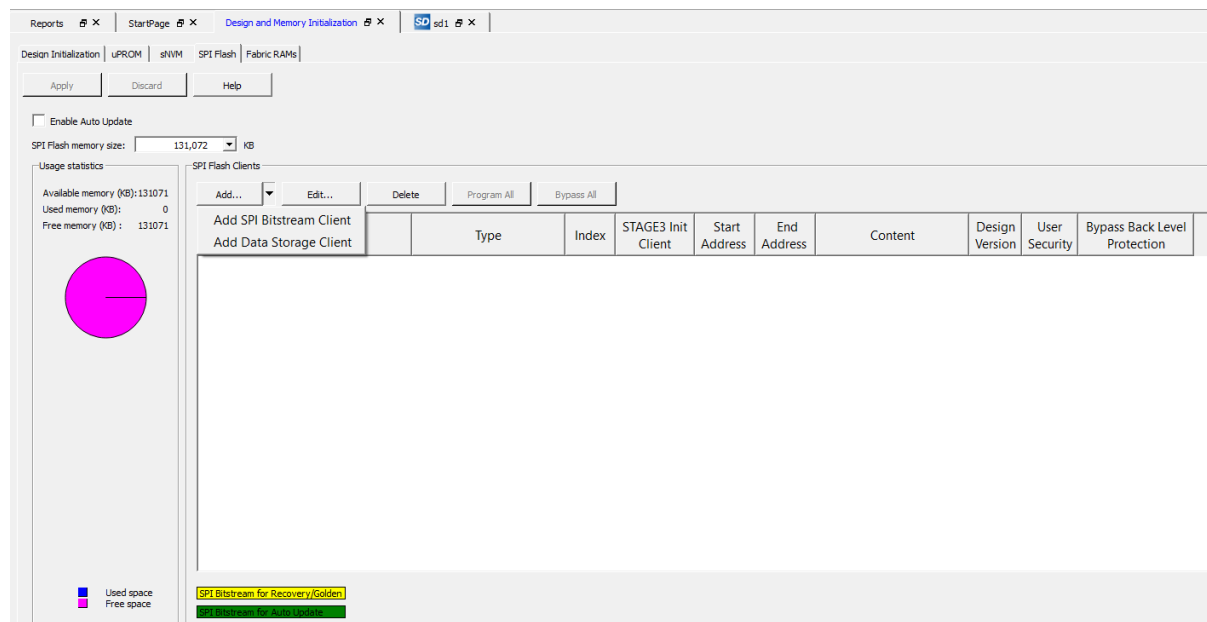 Reports StartPage Design and Memory Initialization SD sd1
Design Initialization uPROM sNVM SPI Flash Fabric RAMs
Apply Discard Help
Enable Auto Update
SPI Flash memory size: 131,072 KB
Usage statistics
Available memory (KB): 131071
Used memory (KB): 0
Free memory (KB) : 131071
Used space
Free space
SPI Flash Clients
Add... Edit... Delete Program All Bypass All
Add SPI Bitstream Client
Add Data Storage Client
Type Index STAGE3 Init Client Start Address End Address Content Design Version User Security Bypass Back Level Protection
SPI Bitstream for Recovery/Golden
SPI Bitstream for Auto Update